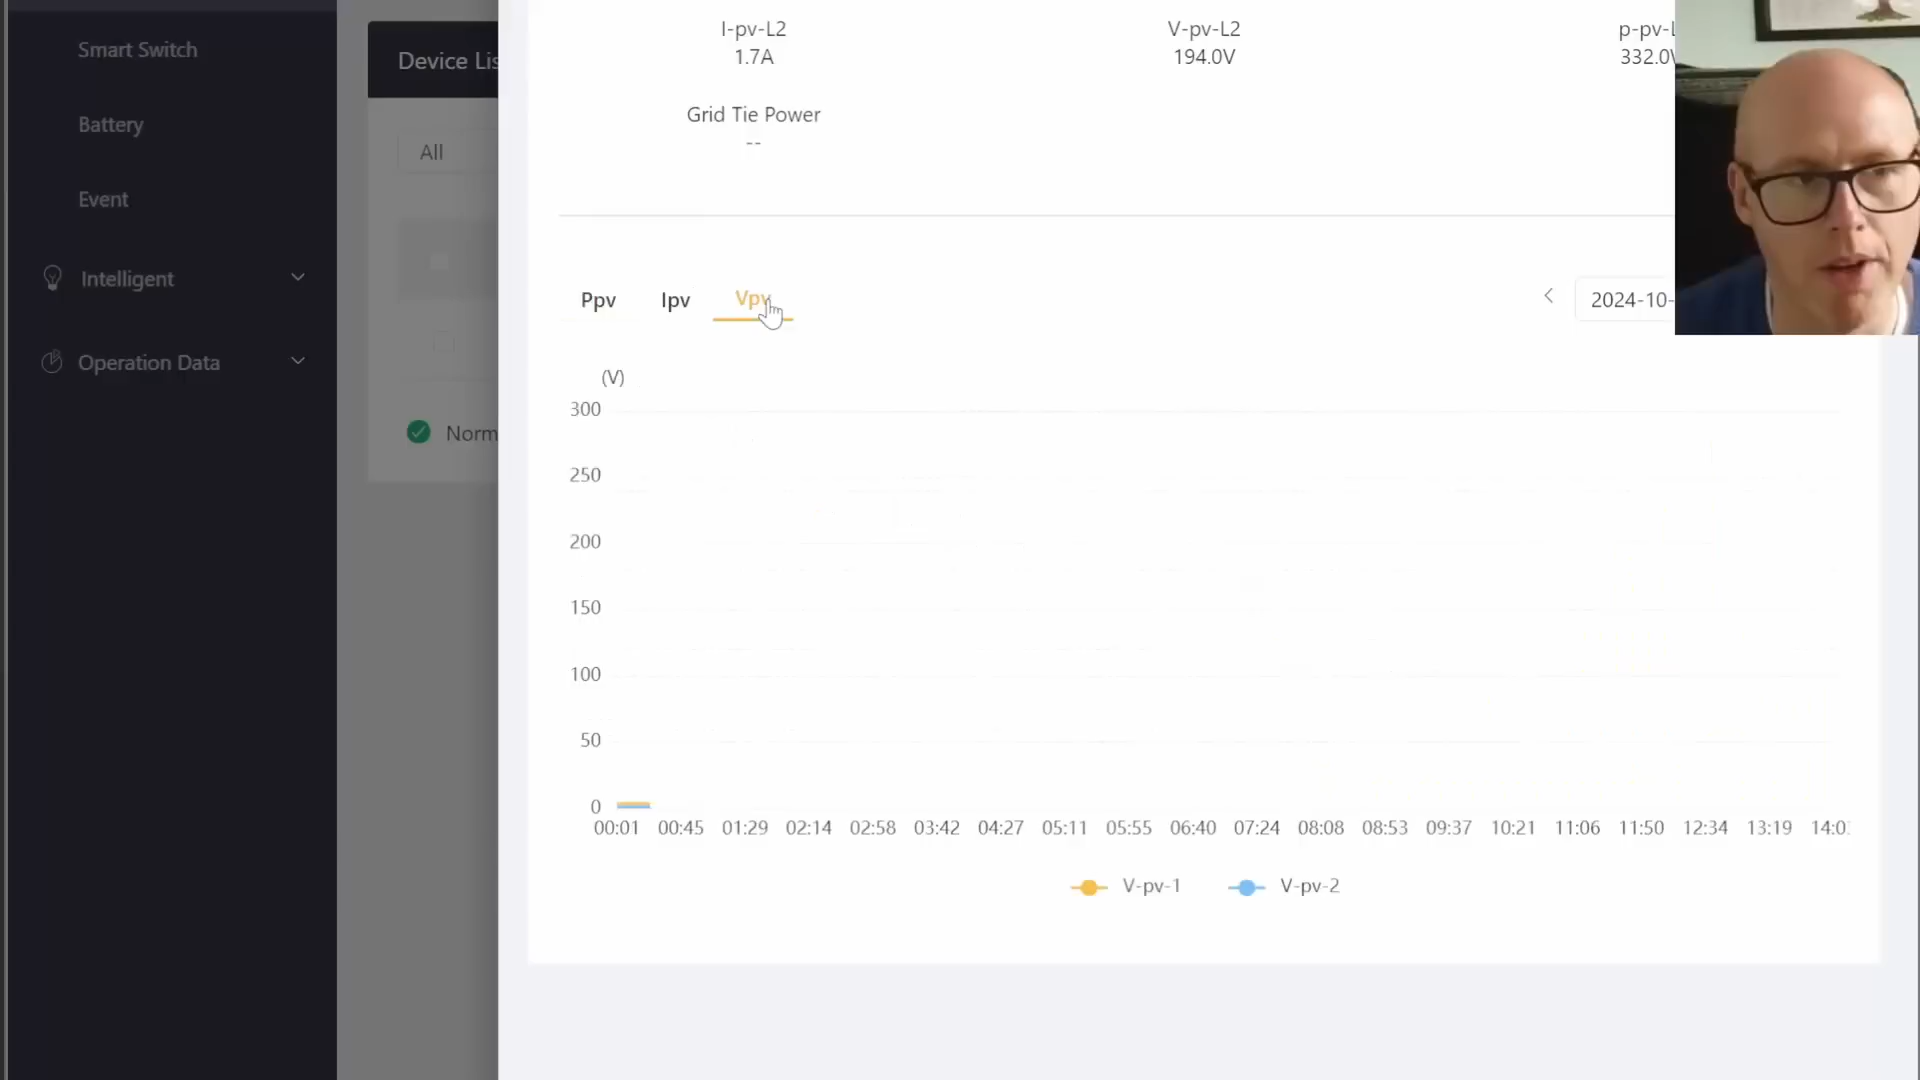 Smart Switch
Battery
Event
Intelligent
Operation Data
Device Lis
All
Norm
I-pv-L2
1.7A
V-pv-L2
194.0V
p-pv-L
332.0
Grid Tie Power
--
Ppv
Ipv
Vpv
2024-10-
(V)
300
250
200
150
100
50
0
00:01 00:45 01:29 02:14 02:58 03:42 04:27 05:11 05:55 06:40 07:24 08:08 08:53 09:37 10:21 11:06 11:50 12:34 13:19 14:0
V-pv-1 V-pv-2